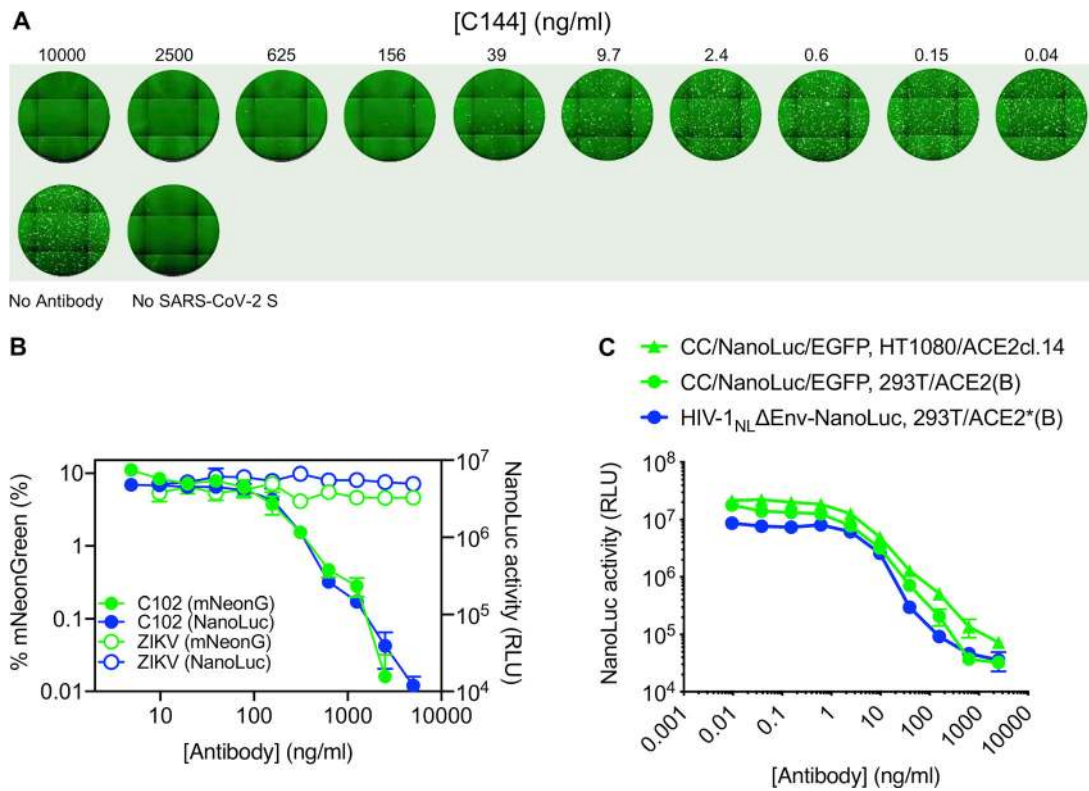 A
[C144] (ng/ml)
10000 2500 625 156 39 9.7 2.4 0.6 0.15 0.04
No Antibody No SARS-CoV-2 S
B
% mNeonGreen (%)
10
1
0.1
0.01
C102 (mNeonG)
C102 (NanoLuc)
ZIKV (mNeonG)
ZIKV (NanoLuc)
10⁷
10⁶
10⁵
10⁴
NanoLuc activity (RLU)
10 100 1000 10000
[Antibody] (ng/ml)
C
CC/NanoLuc/EGFP, HT1080/ACE2cl.14
CC/NanoLuc/EGFP, 293T/ACE2(B)
HIV-1NLΔEnv-NanoLuc, 293T/ACE2*(B)
NanoLuc activity (RLU)
10⁸
10⁷
10⁶
10⁵
10⁴
0.001 0.01 0.1 1 10 100 1000 10000
[Antibody] (ng/ml)